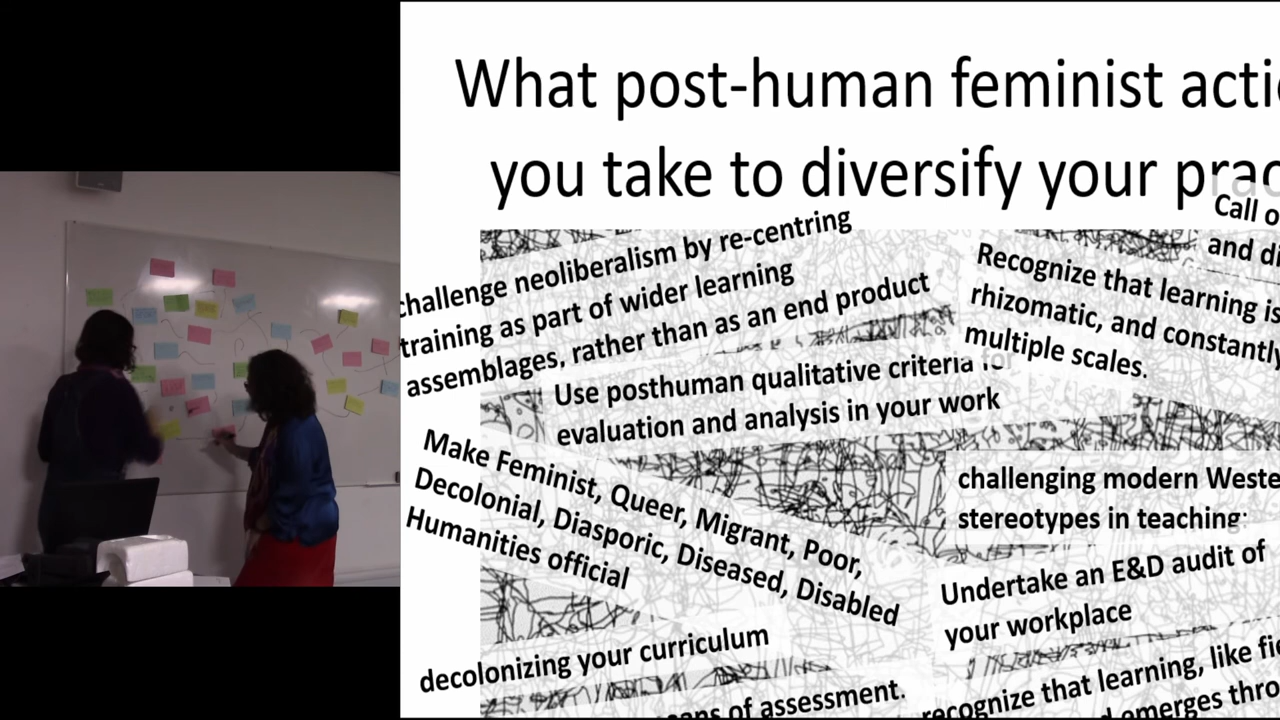 What post-human feminist acti
you take to diversify your prac
Call o
and di
challenge neoliberalism by re-centring
training as part of wider learning
assemblages, rather than as an end product
Recognize that learning is
rhizomatic, and constantly
multiple scales.
Use posthuman qualitative criteria for
evaluation and analysis in your work
Make Feminist, Queer, Migrant, Poor,
Decolonial, Diasporic, Diseased, Disabled
Humanities official
challenging modern Weste
stereotypes in teaching.
Undertake an E&D audit of
your workplace
decolonizing your curriculum
of assessment.
recognize that learning, like fie
emerges thro